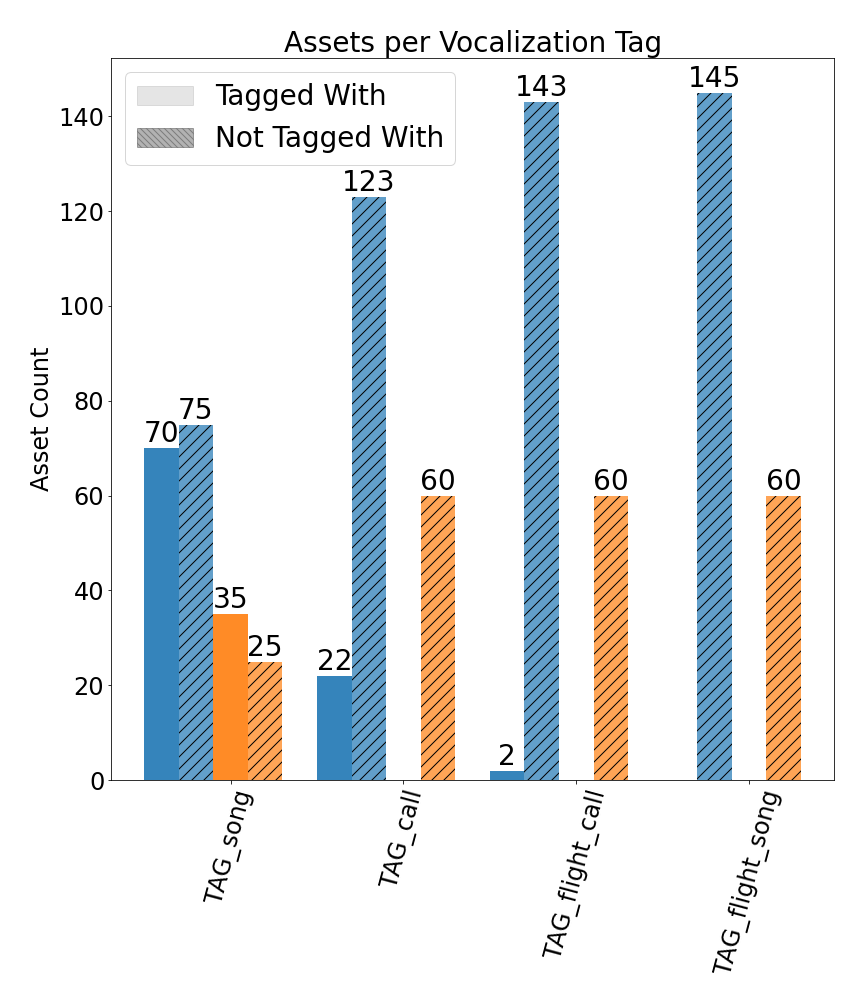 Assets per Vocalization Tag
Tagged With
Not Tagged With
Asset Count
140
120
100
80
60
40
20
0
70
75
35
25
22
123
60
2
143
60
145
60
TAG_song
TAG_call
TAG_flight_call
TAG_flight_song